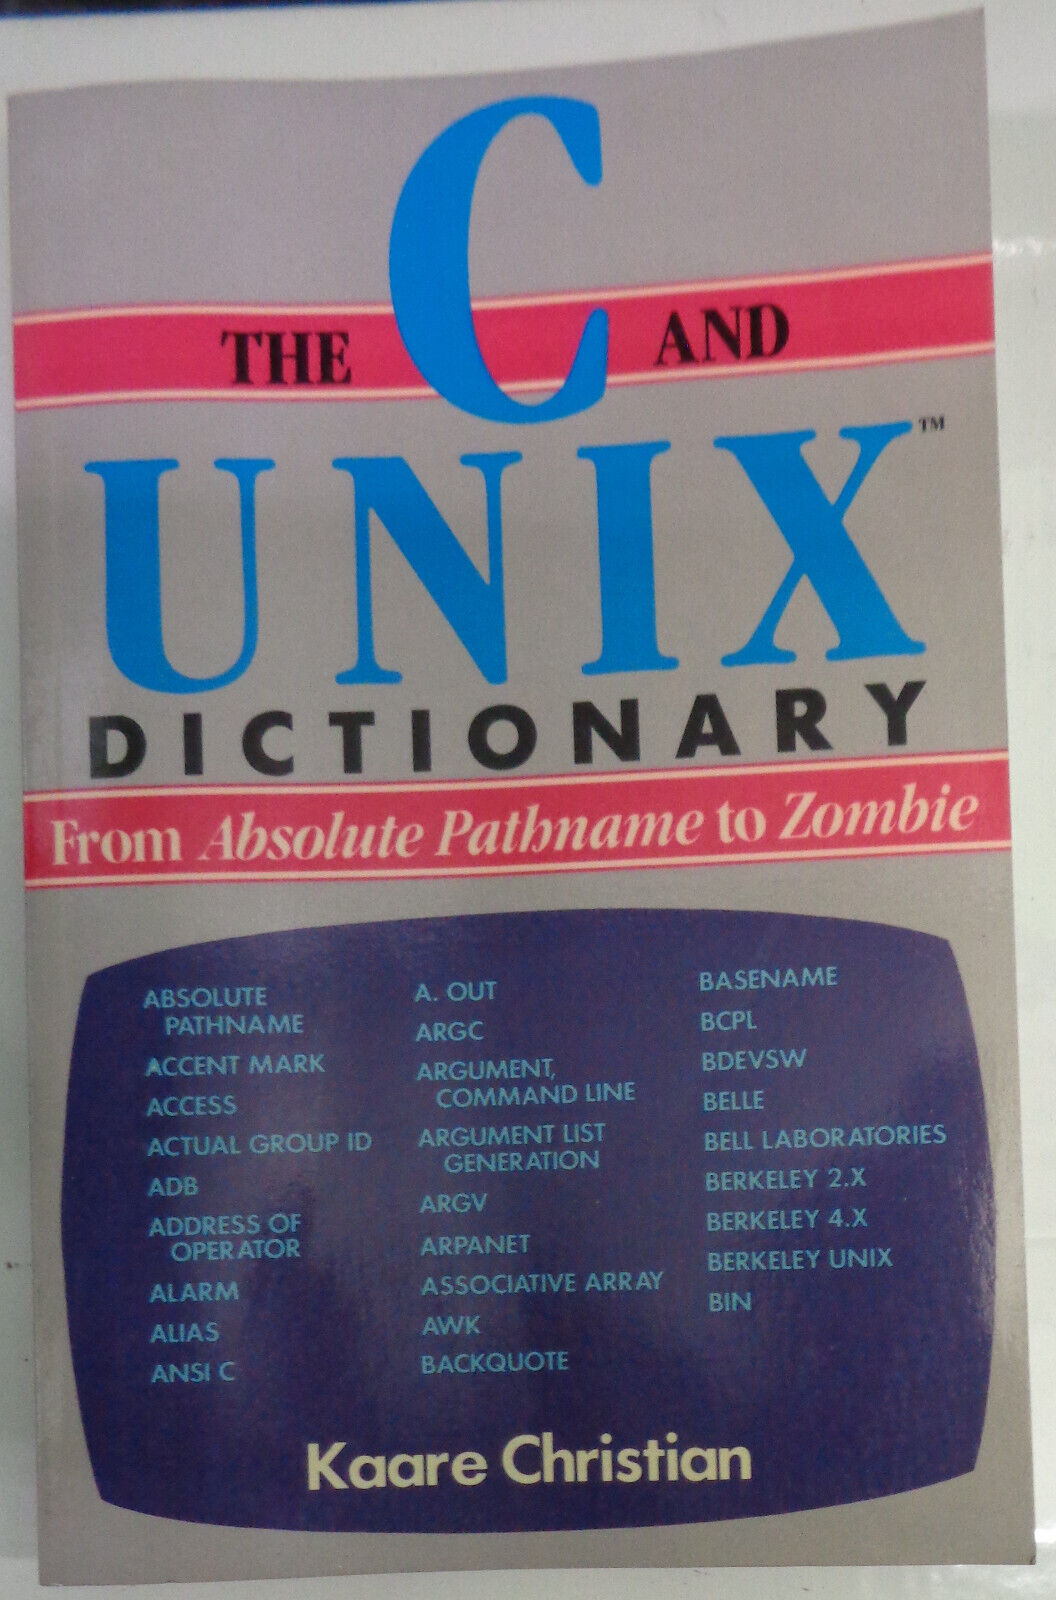 THE C AND
UNIX™
DICTIONARY
From Absolute Pathname to Zombie
ABSOLUTE
PATHNAME
ACCENT MARK
ACCESS
ACTUAL GROUP ID
ADB
ADDRESS OF
OPERATOR
ALARM
ALIAS
ANSI C
A. OUT
ARGC
ARGUMENT,
COMMAND LINE
ARGUMENT LIST
GENERATION
ARGV
ARPANET
ASSOCIATIVE ARRAY
AWK
BACKQUOTE
BASENAME
BCPL
BDEVSW
BELLE
BELL LABORATORIES
BERKELEY 2.X
BERKELEY 4.X
BERKELEY UNIX
BIN
Kaare Christian